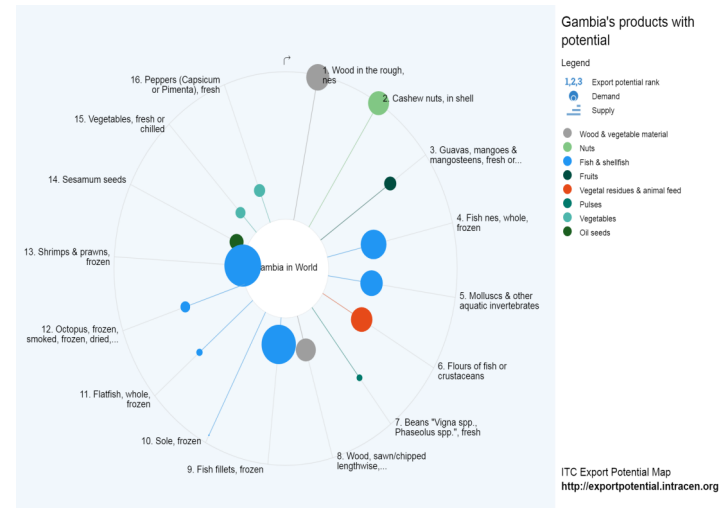 Gambia's products with
potential
Legend
1,2,3 Export potential rank
Demand
Supply
Wood & vegetable material
Nuts
Fish & shellfish
Fruits
Vegetal residues & animal feed
Pulses
Vegetables
Oil seeds
1. Wood in the rough,
nes
2. Cashew nuts, in shell
3. Guavas, mangoes &
mangosteens, fresh or...
4. Fish nes, whole,
frozen
5. Molluscs & other
aquatic invertebrates
6. Flours of fish or
crustaceans
7. Beans "Vigna spp.,
Phaseolus spp.", fresh
8. Wood, sawn/chipped
lengthwise,...
9. Fish fillets, frozen
10. Sole, frozen
11. Flatfish, whole,
frozen
12. Octopus, frozen,
smoked, frozen, dried,...
13. Shrimps & prawns,
frozen
14. Sesamum seeds
15. Vegetables, fresh or
chilled
16. Peppers (Capsicum
or Pimenta), fresh
ambia in World
ITC Export Potential Map
http://exportpotential.intracen.org